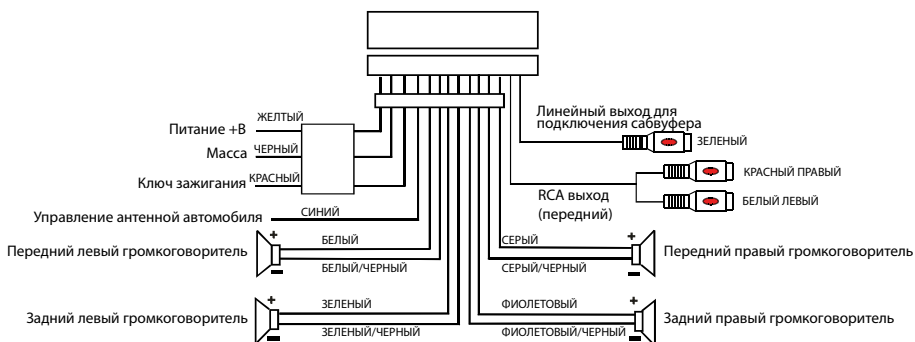 Питание +В
ЖЕЛТЫЙ
Масса
ЧЕРНЫЙ
Ключ зажигания
КРАСНЫЙ
Управление антенной автомобиля
СИНИЙ
Передний левый громкоговоритель
+
БЕЛЫЙ
БЕЛЫЙ/ЧЕРНЫЙ
Задний левый громкоговоритель
+
ЗЕЛЕНЫЙ
ЗЕЛЕНЫЙ/ЧЕРНЫЙ
Линейный выход для
подключения сабвуфера
ЗЕЛЕНЫЙ
RCA выход
(передний)
КРАСНЫЙ ПРАВЫЙ
БЕЛЫЙ ЛЕВЫЙ
СЕРЫЙ
СЕРЫЙ/ЧЕРНЫЙ
+
Передний правый громкоговоритель
ФИОЛЕТОВЫЙ
ФИОЛЕТОВЫЙ/ЧЕРНЫЙ
+
Задний правый громкоговоритель